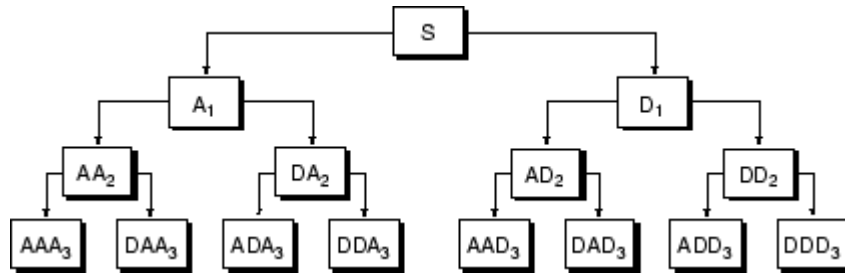 S
A₁ D₁
AA₂ DA₂ AD₂ DD₂
AAA₃ DAA₃ ADA₃ DDA₃ AAD₃ DAD₃ ADD₃ DDD₃